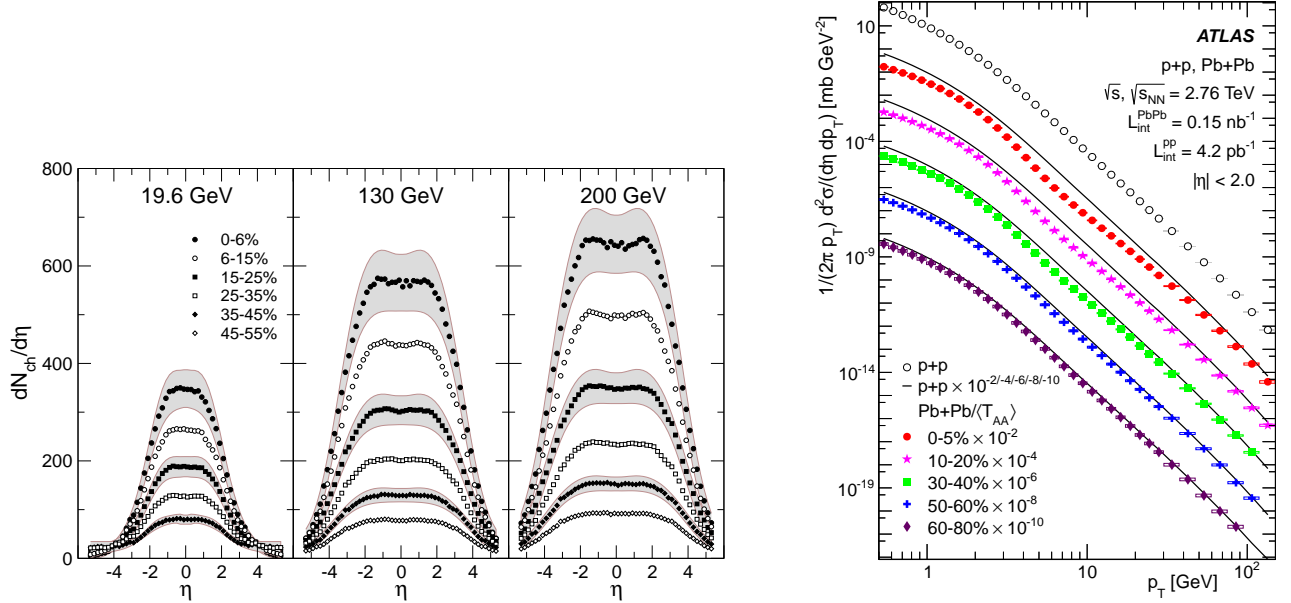 800
600
400
200
0
dN_ch/dη
19.6 GeV
130 GeV
200 GeV
0-6%
6-15%
15-25%
25-35%
35-45%
45-55%
-4 -2 0 2 4
-4 -2 0 2 4
-4 -2 0 2 4
η
η
η
1/(2π p_T) d²σ/(dη dp_T) [mb GeV⁻²]
10
10⁻⁴
10⁻⁹
10⁻¹⁴
10⁻¹⁹
ATLAS
p+p, Pb+Pb
√s, √s_NN = 2.76 TeV
L_int^PbPb = 0.15 nb⁻¹
L_int^pp = 4.2 pb⁻¹
|η| < 2.0
p+p
p+p × 10^-2/-4/-6/-8/-10
Pb+Pb/⟨T_AA⟩
0-5% × 10⁻²
10-20% × 10⁻⁴
30-40% × 10⁻⁶
50-60% × 10⁻⁸
60-80% × 10⁻¹⁰
1 10 10²
p_T [GeV]